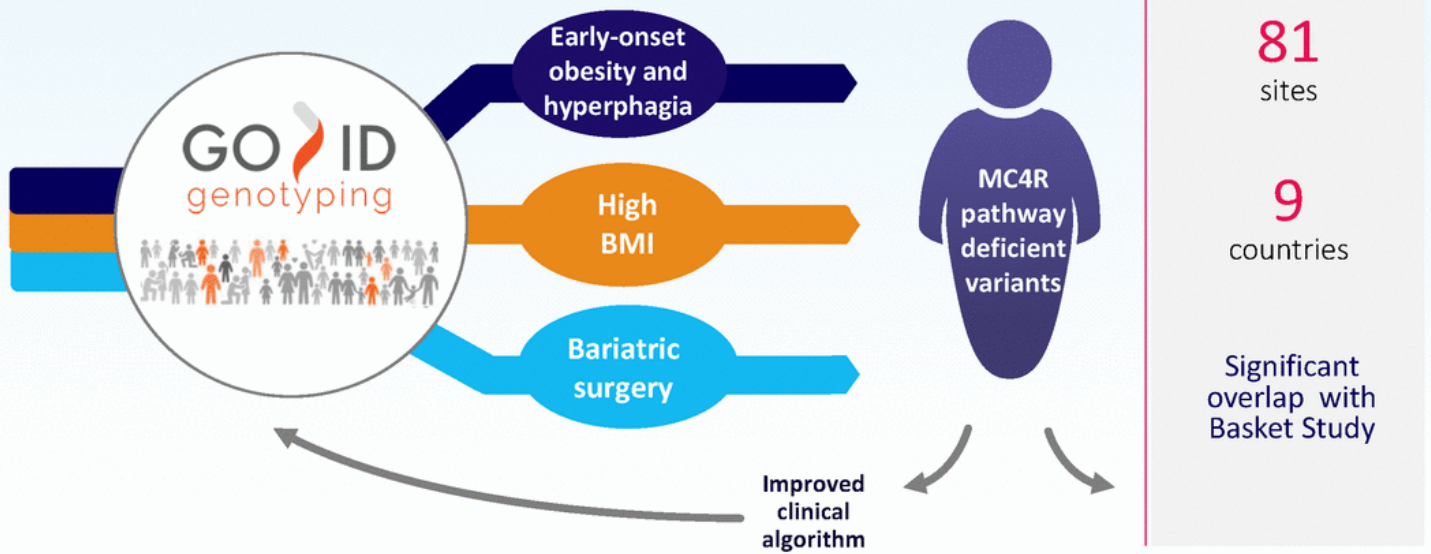 GO ID
genotyping
Early-onset
obesity and
hyperphagia
High
BMI
Bariatric
surgery
MC4R
pathway
deficient
variants
Improved
clinical
algorithm
81
sites
9
countries
Significant
overlap with
Basket Study